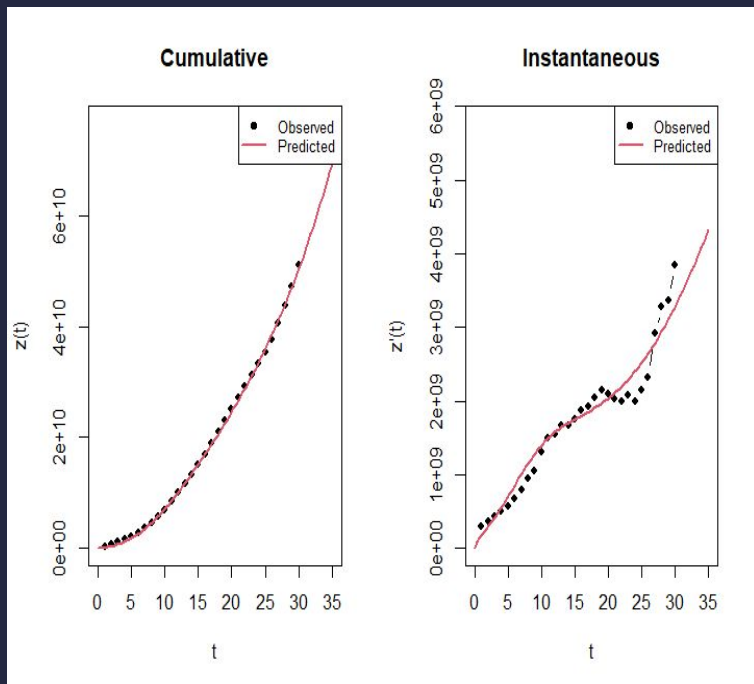 Cumulative
Observed
Predicted
6e+10
4e+10
2e+10
0e+00
z(t)
0 5 10 15 20 25 30 35
t
Instantaneous
Observed
Predicted
6e+09
5e+09
4e+09
3e+09
2e+09
1e+09
0e+00
z'(t)
0 5 10 15 20 25 30 35
t